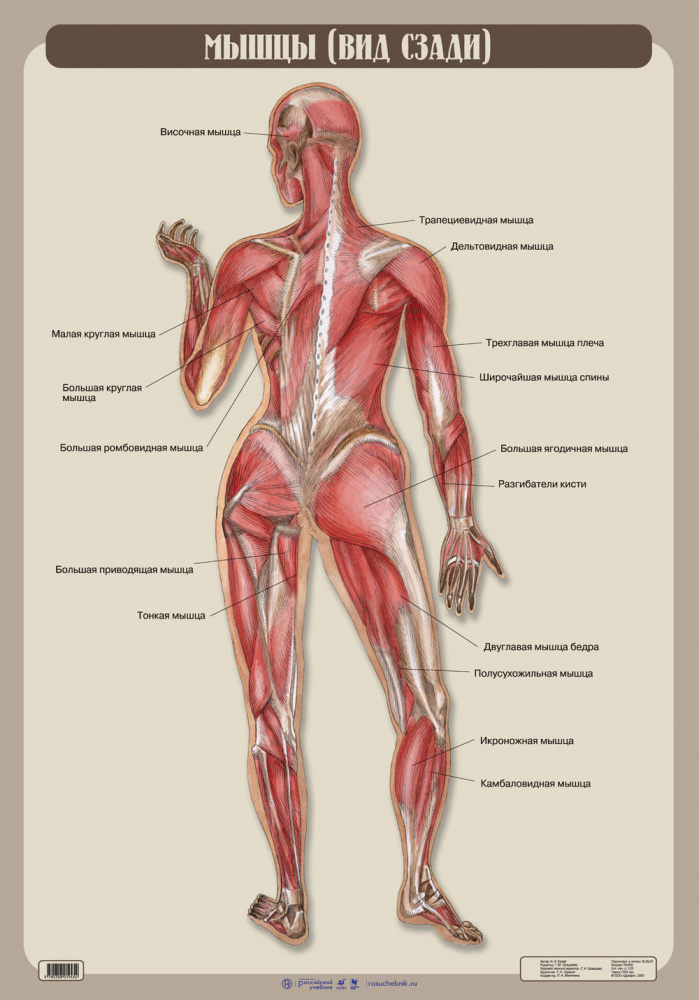 МЫШЦЫ (ВИД СЗАДИ)
Височная мышца
Трапециевидная мышца
Дельтовидная мышца
Малая круглая мышца
Трехглавая мышца плеча
Широчайшая мышца спины
Большая круглая
мышца
Большая ромбовидная мышца
Большая ягодичная мышца
Разгибатели кисти
Большая приводящая мышца
Тонкая мышца
Двуглавая мышца бедра
Полусухожильная мышца
Икроножная мышца
Камбаловидная мышца
российский
учебник
rosuchebnik.ru